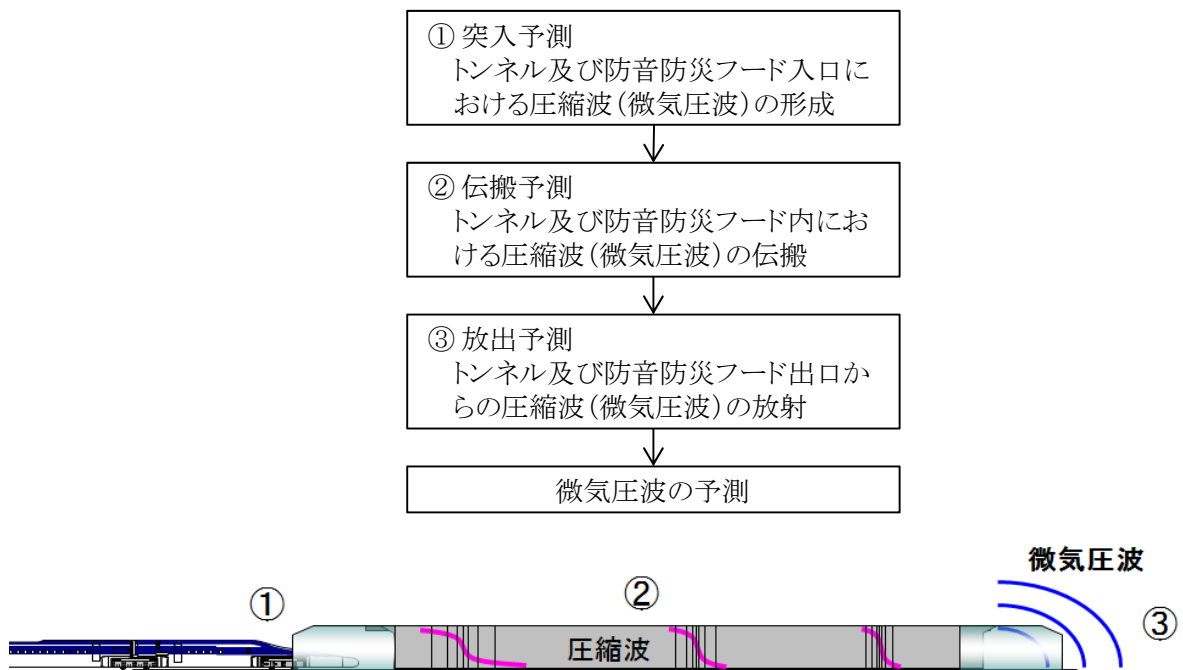 ① 突入予測
トンネル及び防音防災フード入口に
おける圧縮波(微気圧波)の形成
② 伝搬予測
トンネル及び防音防災フード内にお
ける圧縮波(微気圧波)の伝搬
③ 放出予測
トンネル及び防音防災フード出口か
らの圧縮波(微気圧波)の放射
微気圧波の予測
微気圧波
①
②
③
圧縮波